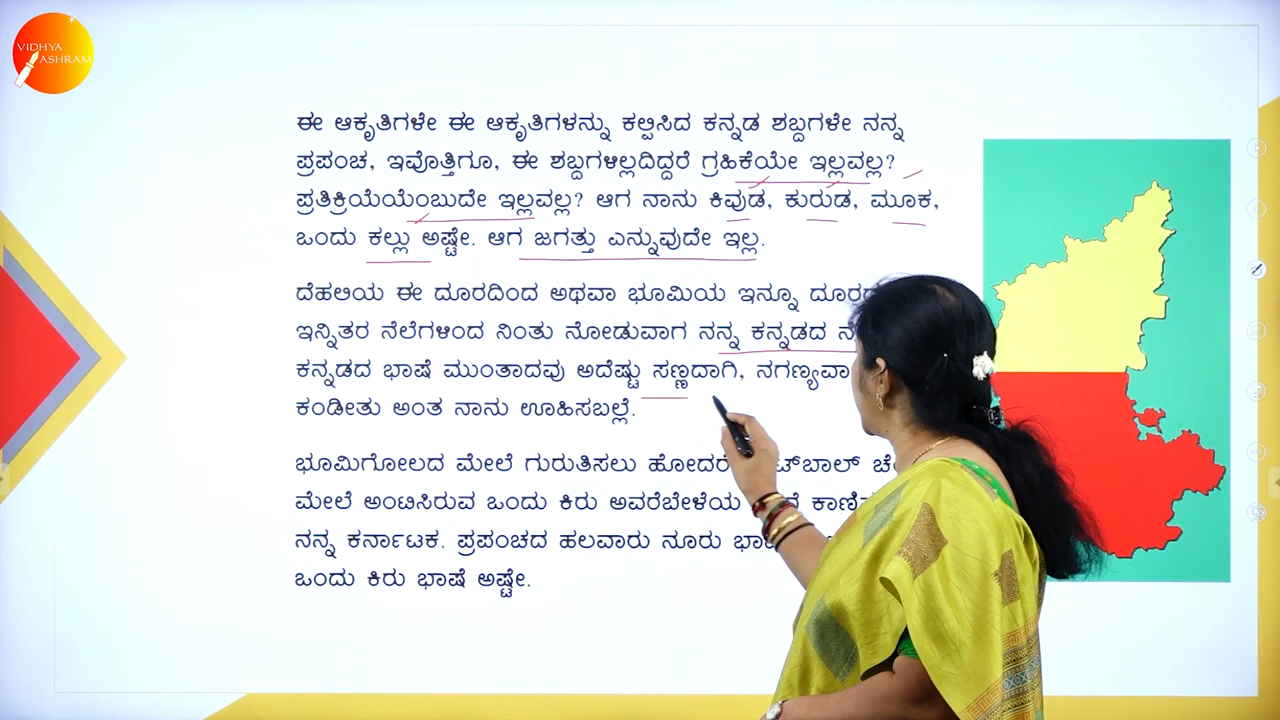 VIDHYA
ASHRAM
ಈ ಆಕೃತಿಗಳೇ ಈ ಆಕೃತಿಗಳನ್ನು ಕಲ್ಪಿಸಿದ ಕನ್ನಡ ಶಬ್ದಗಳೇ ನನ್ನ
ಪ್ರಪಂಚ, ಇವೊತ್ತಿಗೂ, ಈ ಶಬ್ದಗಳಿಲ್ಲದಿದ್ದರೆ ಗ್ರಹಿಕೆಯೇ ಇಲ್ಲವಲ್ಲ?
ಪ್ರತಿಕ್ರಿಯೆಯೆಂಬುದೇ ಇಲ್ಲವಲ್ಲ? ಆಗ ನಾನು ಕಿವುಡ, ಕುರುಡ, ಮೂಕ,
ಒಂದು ಕಲ್ಲು ಅಷ್ಟೇ. ಆಗ ಜಗತ್ತು ಎನ್ನುವುದೇ ಇಲ್ಲ.
ದೆಹಲಿಯ ಈ ದೂರದಿಂದ ಅಥವಾ ಭೂಮಿಯ ಇನ್ನೂ
ಇನ್ನಿತರ ನೆಲೆಗಳಿಂದ ನಿಂತು ನೋಡುವಾಗ ನನ್ನ ಕನ್ನಡದ
ಕನ್ನಡದ ಭಾಷೆ ಮುಂತಾದವು ಅದೆಷ್ಟು ಸಣ್ಣದಾಗಿ,
ಕಂಡೀತು ಅಂತ ನಾನು ಊಹಿಸಬಲ್ಲೆ.
ಭೂಮಿಗೋಲದ ಮೇಲೆ ಗುರುತಿಸಲು ಹೋದರೆ
ಮೇಲೆ ಅಂಟಿಸಿರುವ ಒಂದು ಕಿರು ಅವರೆಬೇಳೆಯ
ನನ್ನ ಕರ್ನಾಟಕ. ಪ್ರಪಂಚದ ಹಲವಾರು ನೂರು
ಒಂದು ಕಿರು ಭಾಷೆ ಅಷ್ಟೇ.